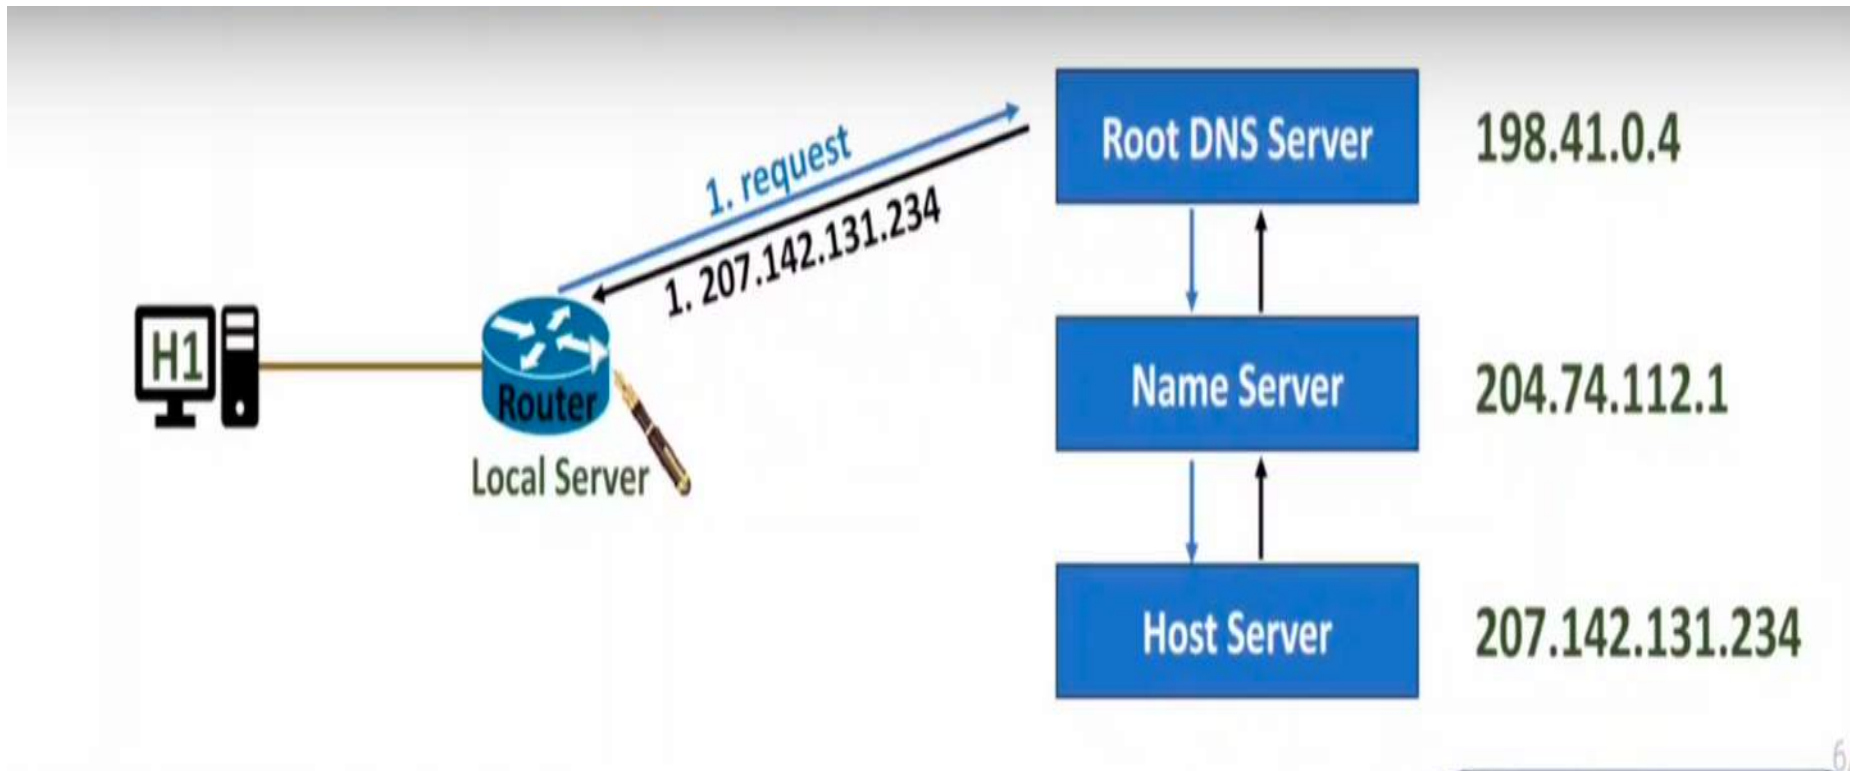 Root DNS Server
198.41.0.4
1. request
1. 207.142.131.234
H1
Router
Local Server
Name Server
204.74.112.1
Host Server
207.142.131.234
6